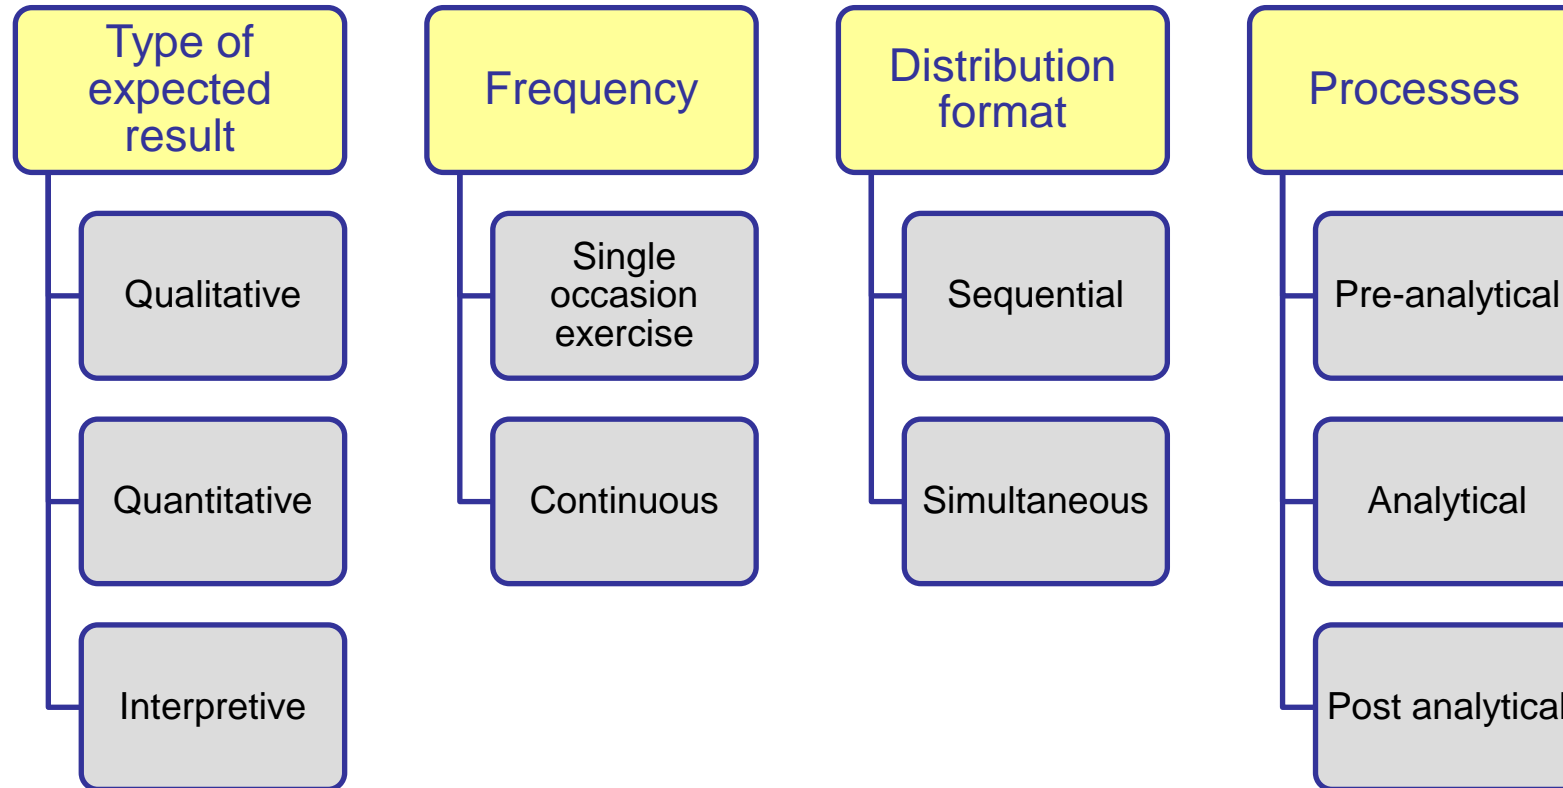 Type of
expected
result
Qualitative
Quantitative
Interpretive
Frequency
Single
occasion
exercise
Continuous
Distribution
format
Sequential
Simultaneous
Processes
Pre-analytical
Analytical
Post analytical